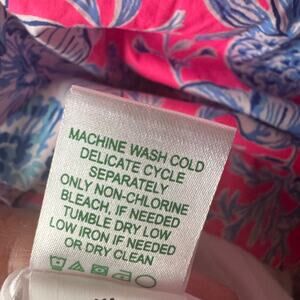 MACHINE WASH COLD
DELICATE CYCLE
SEPARATELY
ONLY NON-CHLORINE
BLEACH, IF NEEDED
TUMBLE DRY LOW
LOW IRON IF NEEDED
OR DRY CLEAN